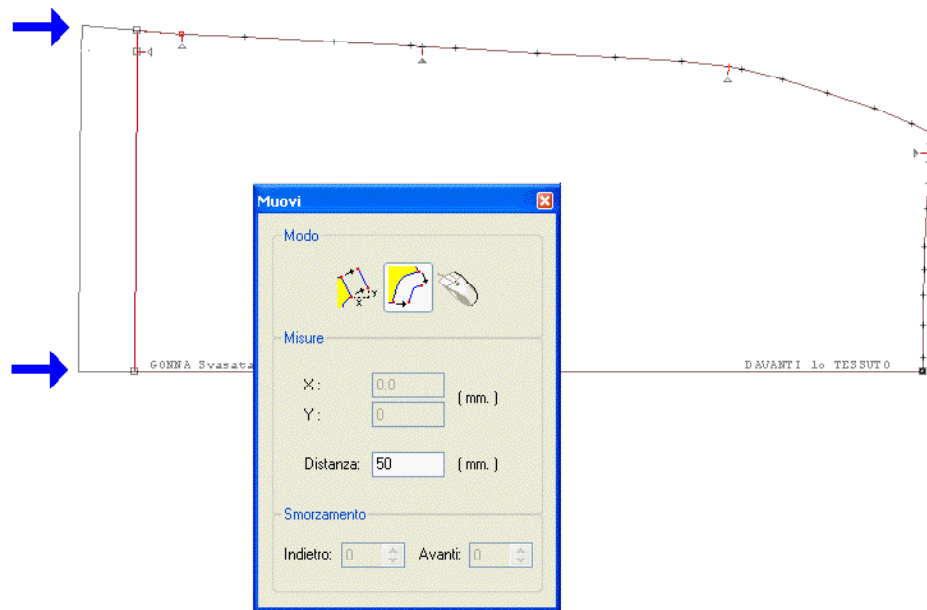 Muovi
Modo
X Y
GONNA Svasata
DAVANTI 1o TESSUTO
Misure
X: 0.0 (mm.)
Y: 0
Distanza: 50 (mm.)
Smorzamento
Indietro: 0 Avanti: 0